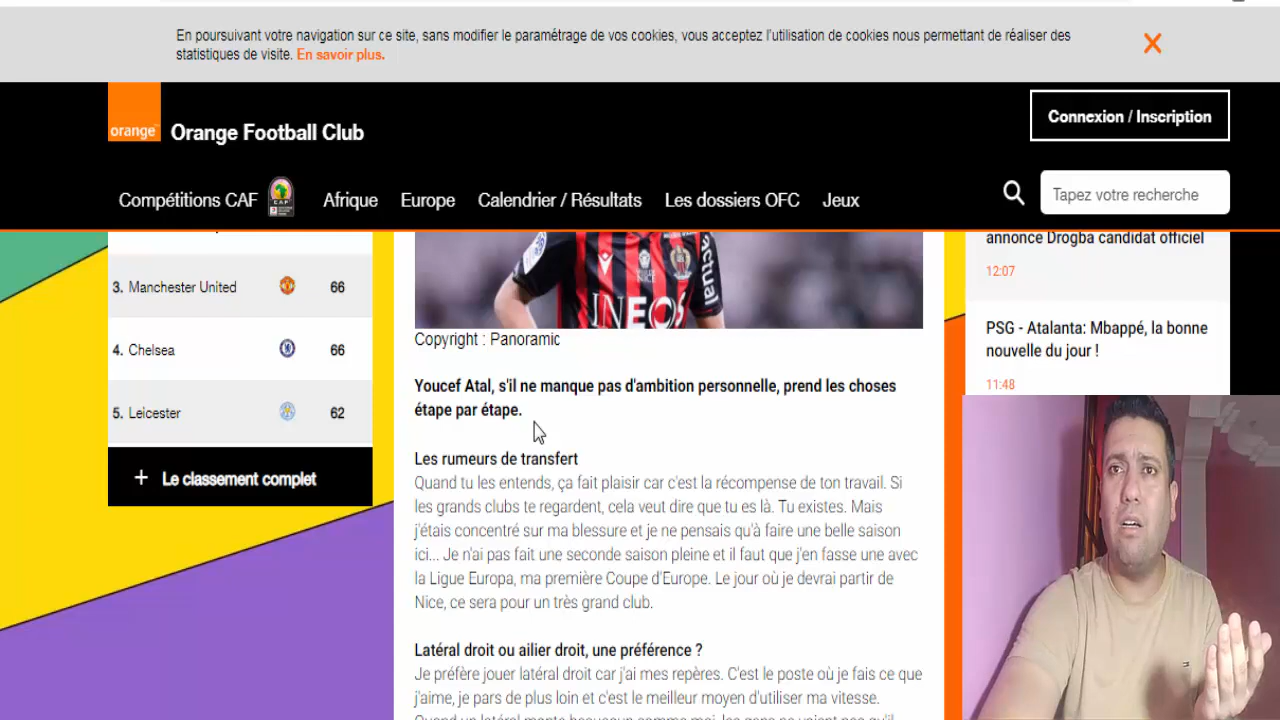 En poursuivant votre navigation sur ce site, sans modifier le paramétrage de vos cookies, vous acceptez l'utilisation de cookies nous permettant de réaliser des
statistiques de visite. En savoir plus.
orange
Orange Football Club
Connexion / Inscription
Compétitions CAF
CAF
Afrique
Europe
Calendrier / Résultats
Les dossiers OFC
Jeux
Tapez votre recherche
3. Manchester United 66
4. Chelsea 66
5. Leicester 62
+ Le classement complet
INEOS
actual
Copyright : Panoramic
Youcef Atal, s'il ne manque pas d'ambition personnelle, prend les choses
étape par étape.
Les rumeurs de transfert
Quand tu les entends, ça fait plaisir car c'est la récompense de ton travail. Si
les grands clubs te regardent, cela veut dire que tu es là. Tu existes. Mais
j'étais concentré sur ma blessure et je ne pensais qu'à faire une belle saison
ici... Je n'ai pas fait une seconde saison pleine et il faut que j'en fasse une avec
la Ligue Europa, ma première Coupe d'Europe. Le jour où je devrai partir de
Nice, ce sera pour un très grand club.
Latéral droit ou ailier droit, une préférence ?
Je préfère jouer latéral droit car j'ai mes repères. C'est le poste où je fais ce que
j'aime, je pars de plus loin et c'est le meilleur moyen d'utiliser ma vitesse.
annonce Drogba candidat officiel
12:07
PSG - Atalanta: Mbappé, la bonne
nouvelle du jour !
11:48